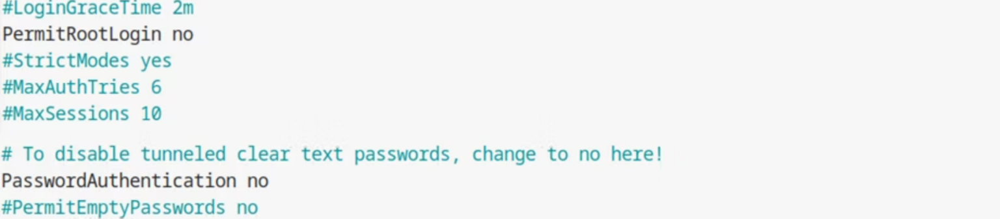 #LoginGraceTime 2m
PermitRootLogin no
#StrictModes yes
#MaxAuthTries 6
#MaxSessions 10
# To disable tunneled clear text passwords, change to no here!
PasswordAuthentication no
#PermitEmptyPasswords no